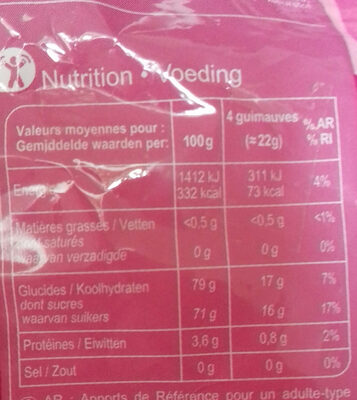 Nutrition • Voeding
Valeurs moyennes pour :
Gemiddelde waarden per:
100g
4 guimauves
(≈ 22g)
%AR
% RI
1412 kJ 311 kJ
332 kcal 73 kcal 4%
Matières grasses / Vetten <0,5 g <0,5 g <1%
dont saturés
waarvan verzadigde 0 g 0 g 0%
Glucides / Koolhydraten 79 g 17 g 7%
dont sucres
waarvan suikers 71 g 16 g 17%
Protéines / Eiwitten 3,6 g 0,8 g 2%
Sel / Zout 0 g 0 g 0%
AR : Apports de Référence pour un adulte-type